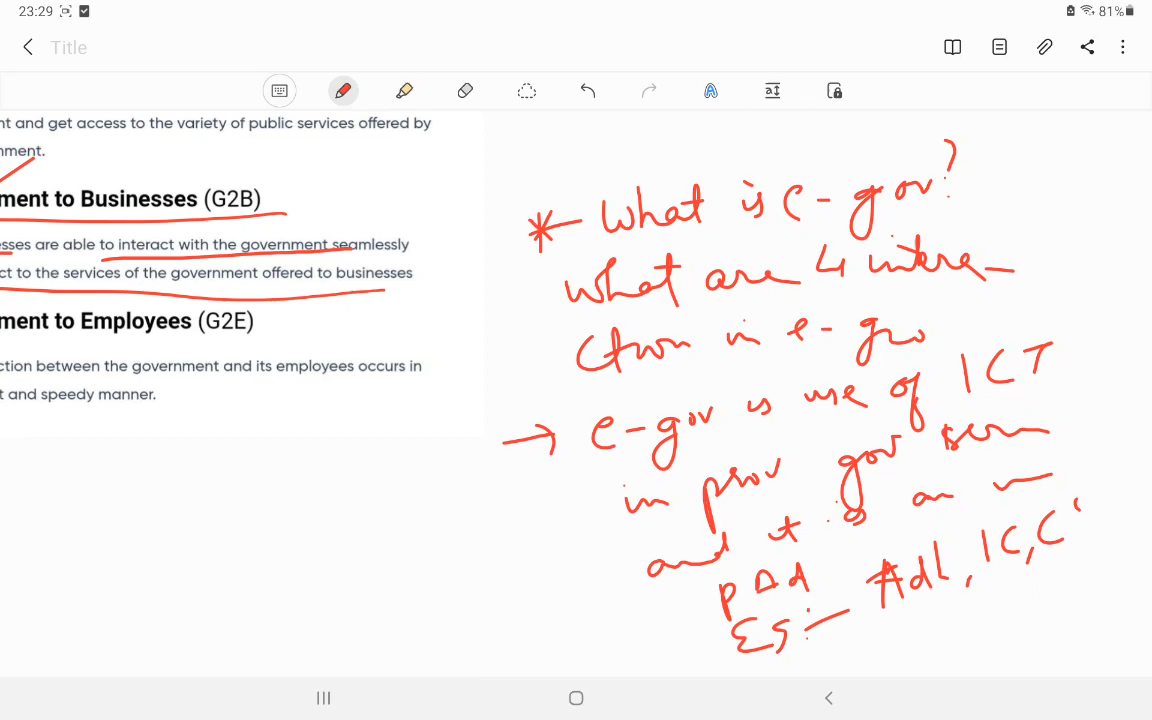 23:29
81%
Title
nt and get access to the variety of public services offered by
nment.
ment to Businesses (G2B)
sses are able to interact with the government seamlessly
ct to the services of the government offered to businesses
ment to Employees (G2E)
ction between the government and its employees occurs in
t and speedy manner.
* What is e-gov?
what are 4 intera-
ction in e-gov
→ e-gov is use of ICT
in prov gov
and it is an
Adl, IC, C